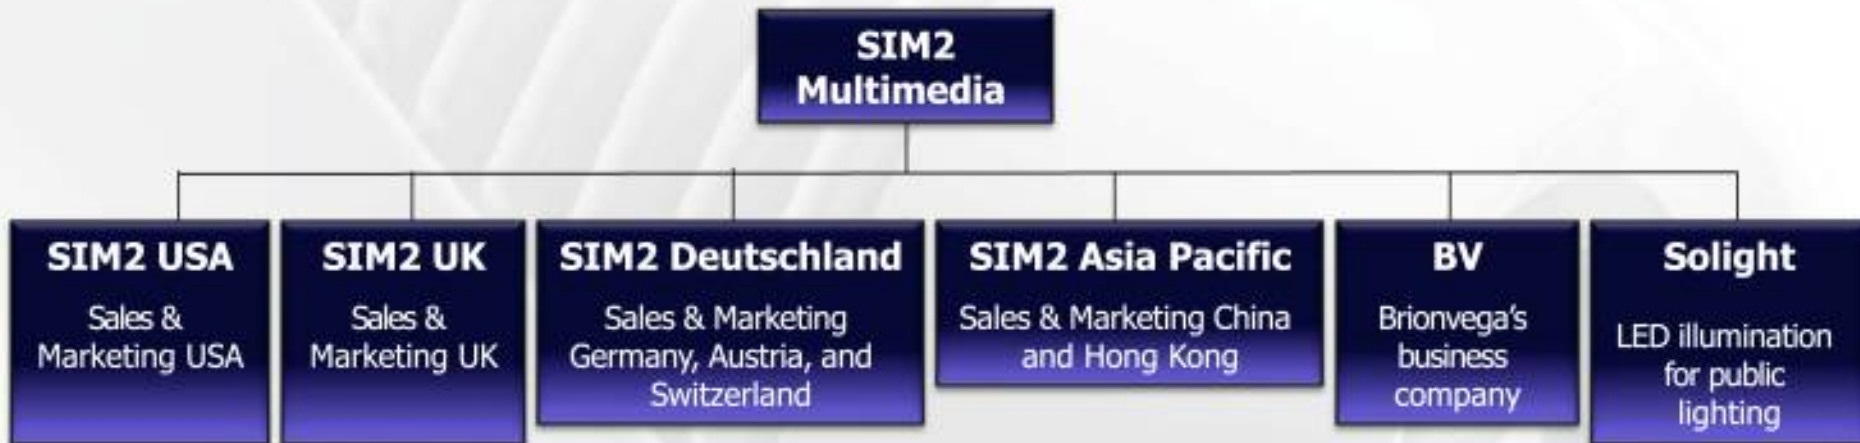 SIM2
Multimedia
SIM2 USA
Sales &
Marketing USA
SIM2 UK
Sales &
Marketing UK
SIM2 Deutschland
Sales & Marketing
Germany, Austria, and
Switzerland
SIM2 Asia Pacific
Sales & Marketing China
and Hong Kong
BV
Brionvega's
business
company
Solight
LED illumination
for public
lighting